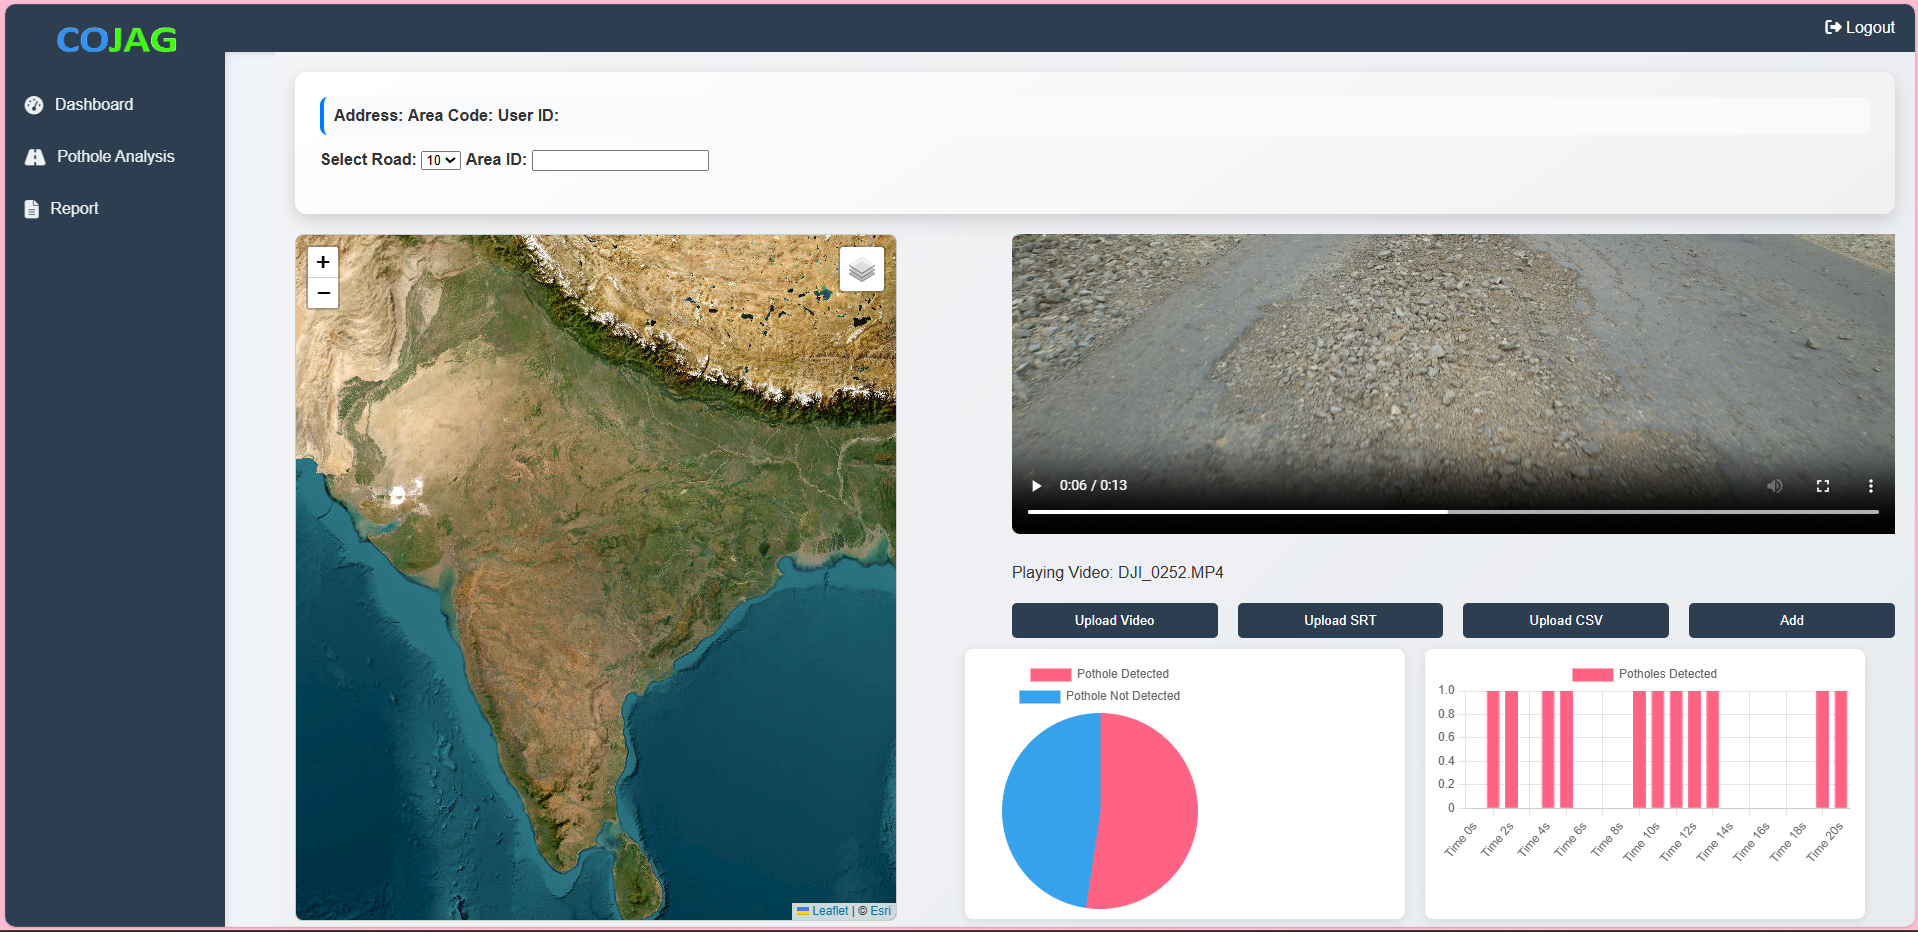 COJAG
Logout
Dashboard
Pothole Analysis
Report
Address: Area Code: User ID:
Select Road: 10 Area ID:
+
−
Leaflet | © Esri
0:06 / 0:13
Playing Video: DJI_0252.MP4
Upload Video
Upload SRT
Upload CSV
Add
Pothole Detected
Pothole Not Detected
Potholes Detected
1.0
0.8
0.6
0.4
0.2
0
Time 0s
Time 2s
Time 4s
Time 6s
Time 8s
Time 10s
Time 12s
Time 14s
Time 16s
Time 18s
Time 20s